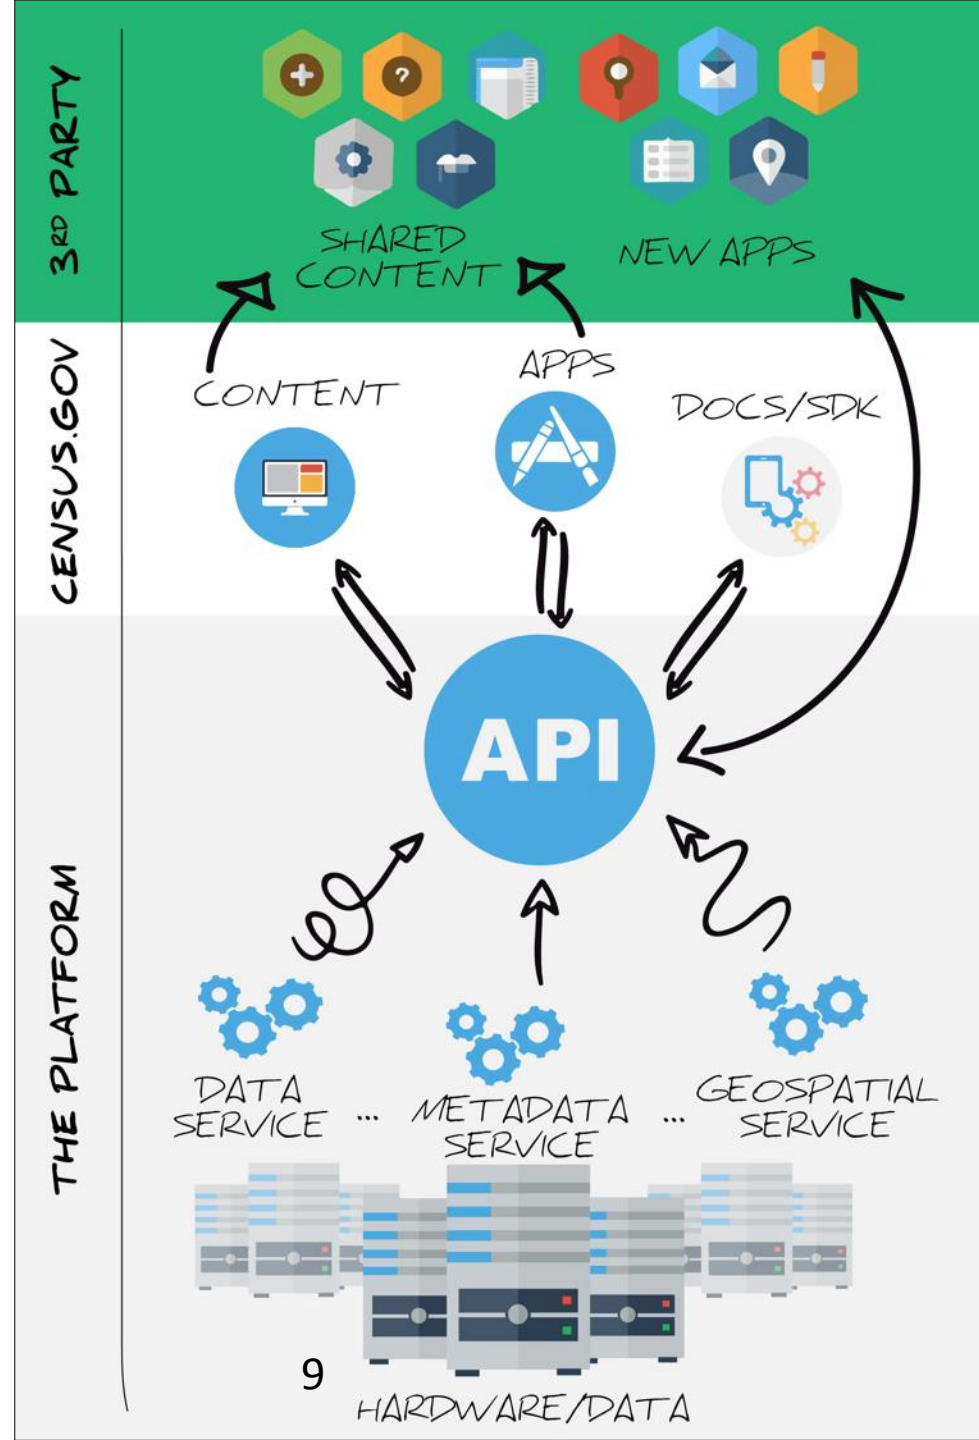 3RD PARTY
SHARED
CONTENT
NEW APPS
CENSUS.GOV
CONTENT
APPS
DOCS/SDK
THE PLATFORM
API
DATA
SERVICE
...
METADATA
SERVICE
...
GEOSPATIAL
SERVICE
9
HARDWARE/DATA